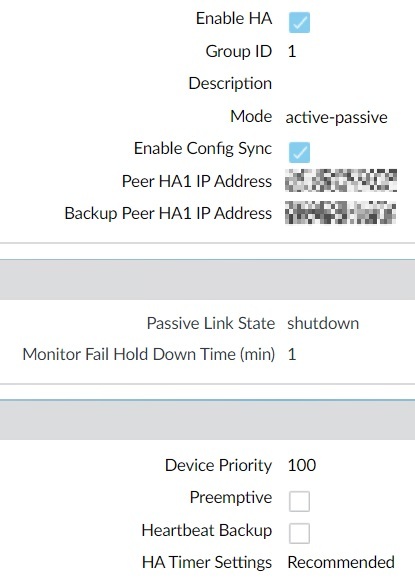 Enable HA
Group ID 1
Description
Mode active-passive
Enable Config Sync
Peer HA1 IP Address
Backup Peer HA1 IP Address
Passive Link State shutdown
Monitor Fail Hold Down Time (min) 1
Device Priority 100
Preemptive
Heartbeat Backup
HA Timer Settings Recommended